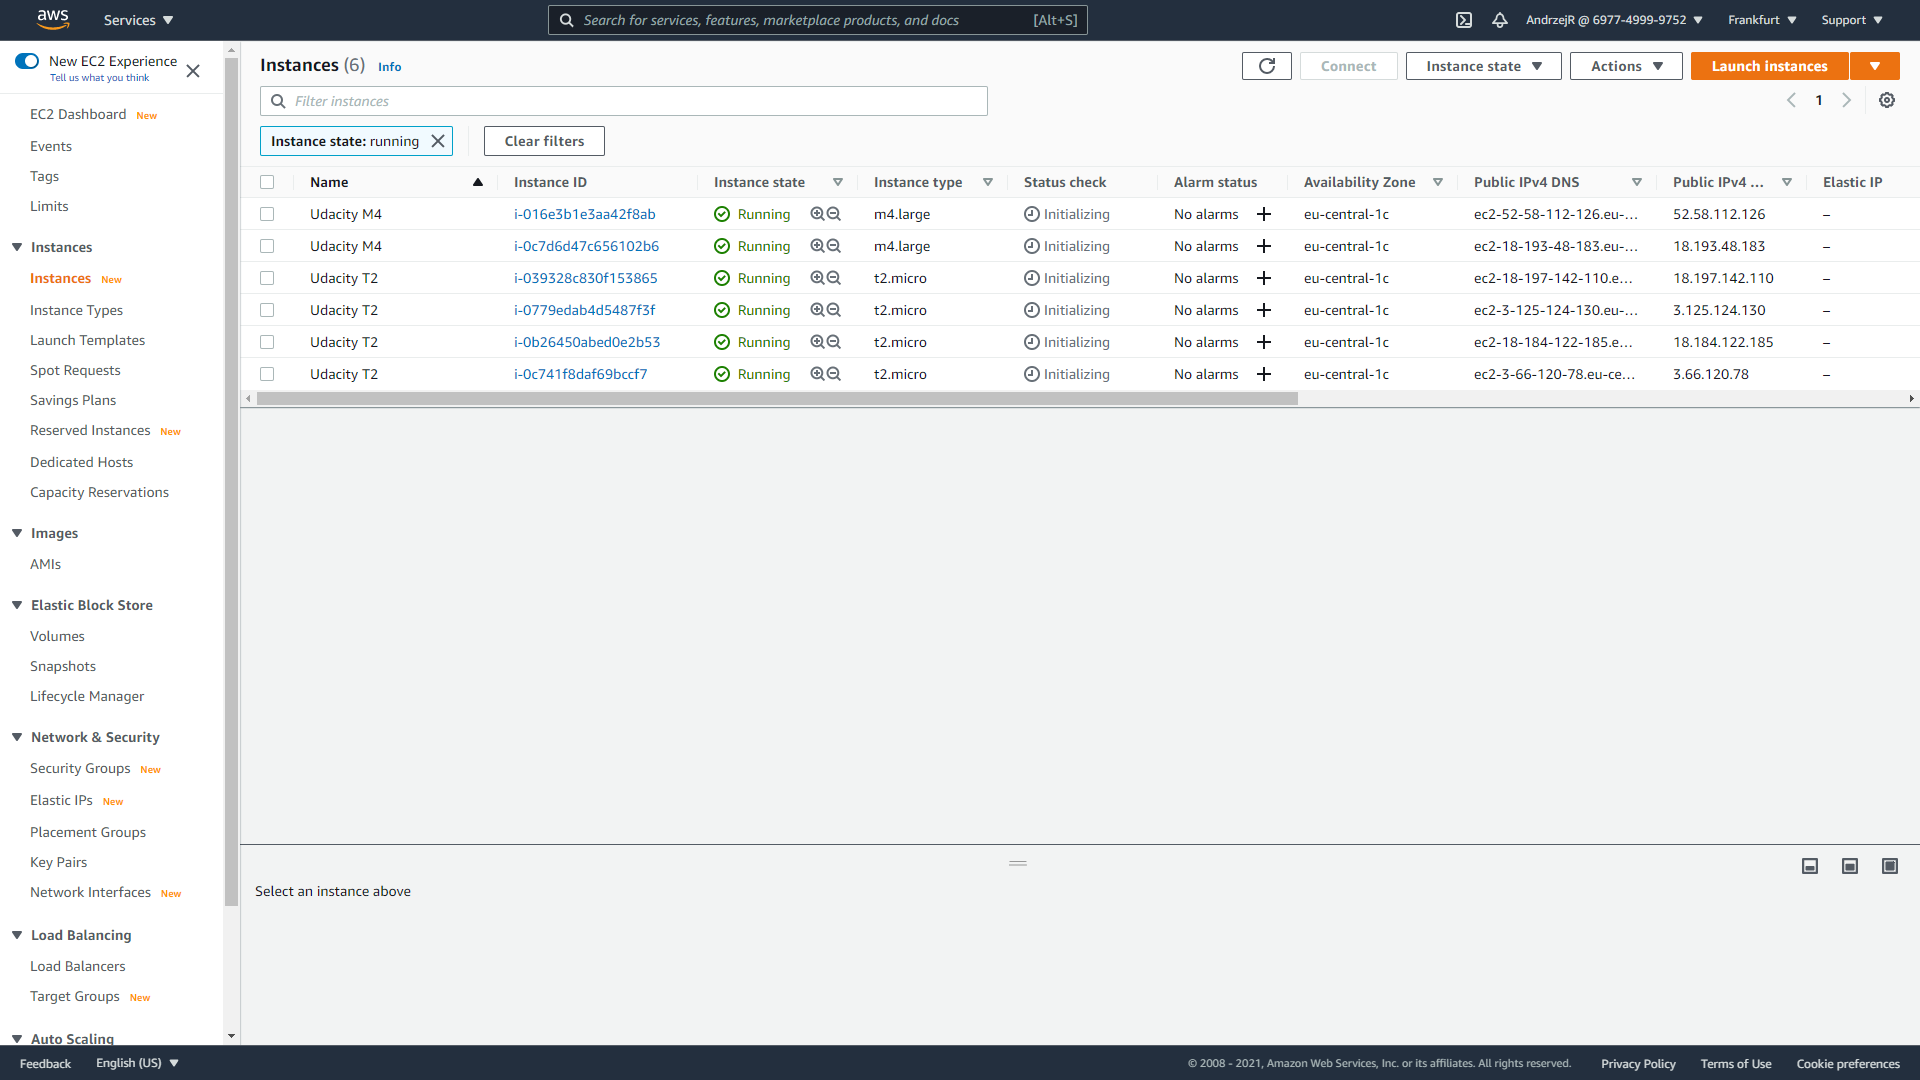 aws Services Search for services, features, marketplace products, and docs [Alt+S] AndrzejR @ 6977-4999-9752 Frankfurt Support
New EC2 Experience
Tell us what you think
EC2 Dashboard New
Events
Tags
Limits
Instances
Instances New
Instance Types
Launch Templates
Spot Requests
Savings Plans
Reserved Instances New
Dedicated Hosts
Capacity Reservations
Images
AMIs
Elastic Block Store
Volumes
Snapshots
Lifecycle Manager
Network & Security
Security Groups New
Elastic IPs New
Placement Groups
Key Pairs
Network Interfaces New
Load Balancing
Load Balancers
Target Groups New
Auto Scaling
Instances (6) Info Connect Instance state Actions Launch instances
Filter instances 1
Instance state: running Clear filters
Name Instance ID Instance state Instance type Status check Alarm status Availability Zone Public IPv4 DNS Public IPv4 ... Elastic IP
Udacity M4 i-016e3b1e3aa42f8ab Running m4.large Initializing No alarms eu-central-1c ec2-52-58-112-126.eu-... 52.58.112.126 –
Udacity M4 i-0c7d6d47c656102b6 Running m4.large Initializing No alarms eu-central-1c ec2-18-193-48-183.eu-... 18.193.48.183 –
Udacity T2 i-039328c830f153865 Running t2.micro Initializing No alarms eu-central-1c ec2-18-197-142-110.e... 18.197.142.110 –
Udacity T2 i-0779edab4d5487f3f Running t2.micro Initializing No alarms eu-central-1c ec2-3-125-124-130.eu-... 3.125.124.130 –
Udacity T2 i-0b26450abed0e2b53 Running t2.micro Initializing No alarms eu-central-1c ec2-18-184-122-185.e... 18.184.122.185 –
Udacity T2 i-0c741f8daf69bccf7 Running t2.micro Initializing No alarms eu-central-1c ec2-3-66-120-78.eu-ce... 3.66.120.78 –
Select an instance above
Feedback English (US) © 2008 - 2021, Amazon Web Services, Inc. or its affiliates. All rights reserved. Privacy Policy Terms of Use Cookie preferences